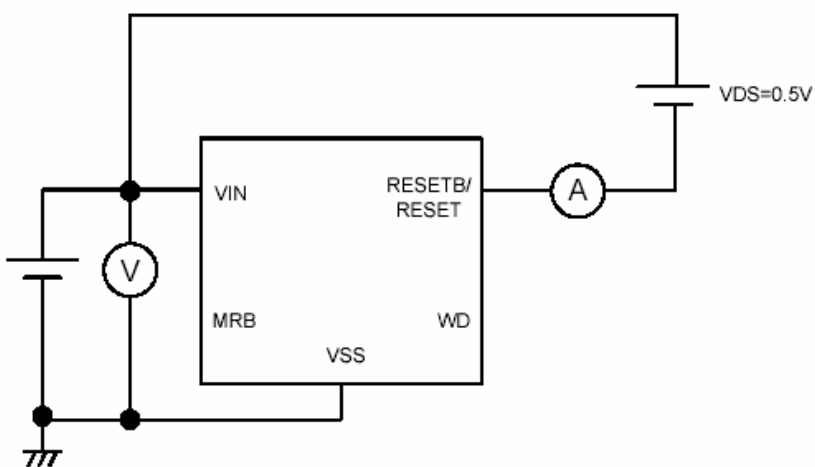 VDS=0.5V
VIN
RESETB/
RESET
A
V
MRB
WD
VSS